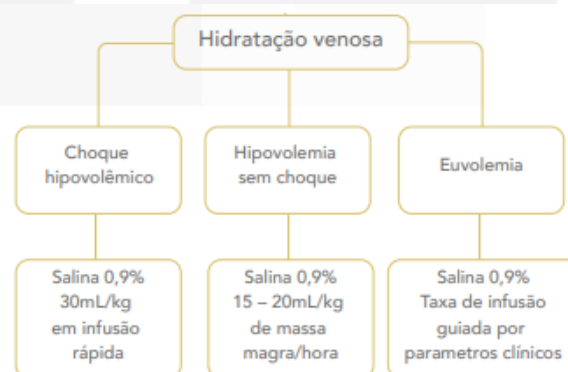 Hidratação venosa
Choque
hipovolêmico
Hipovolemia
sem choque
Euvolemia
Salina 0,9%
30mL/kg
em infusão
rápida
Salina 0,9%
15 – 20mL/kg
de massa
magra/hora
Salina 0,9%
Taxa de infusão
guiada por
parametros clínicos